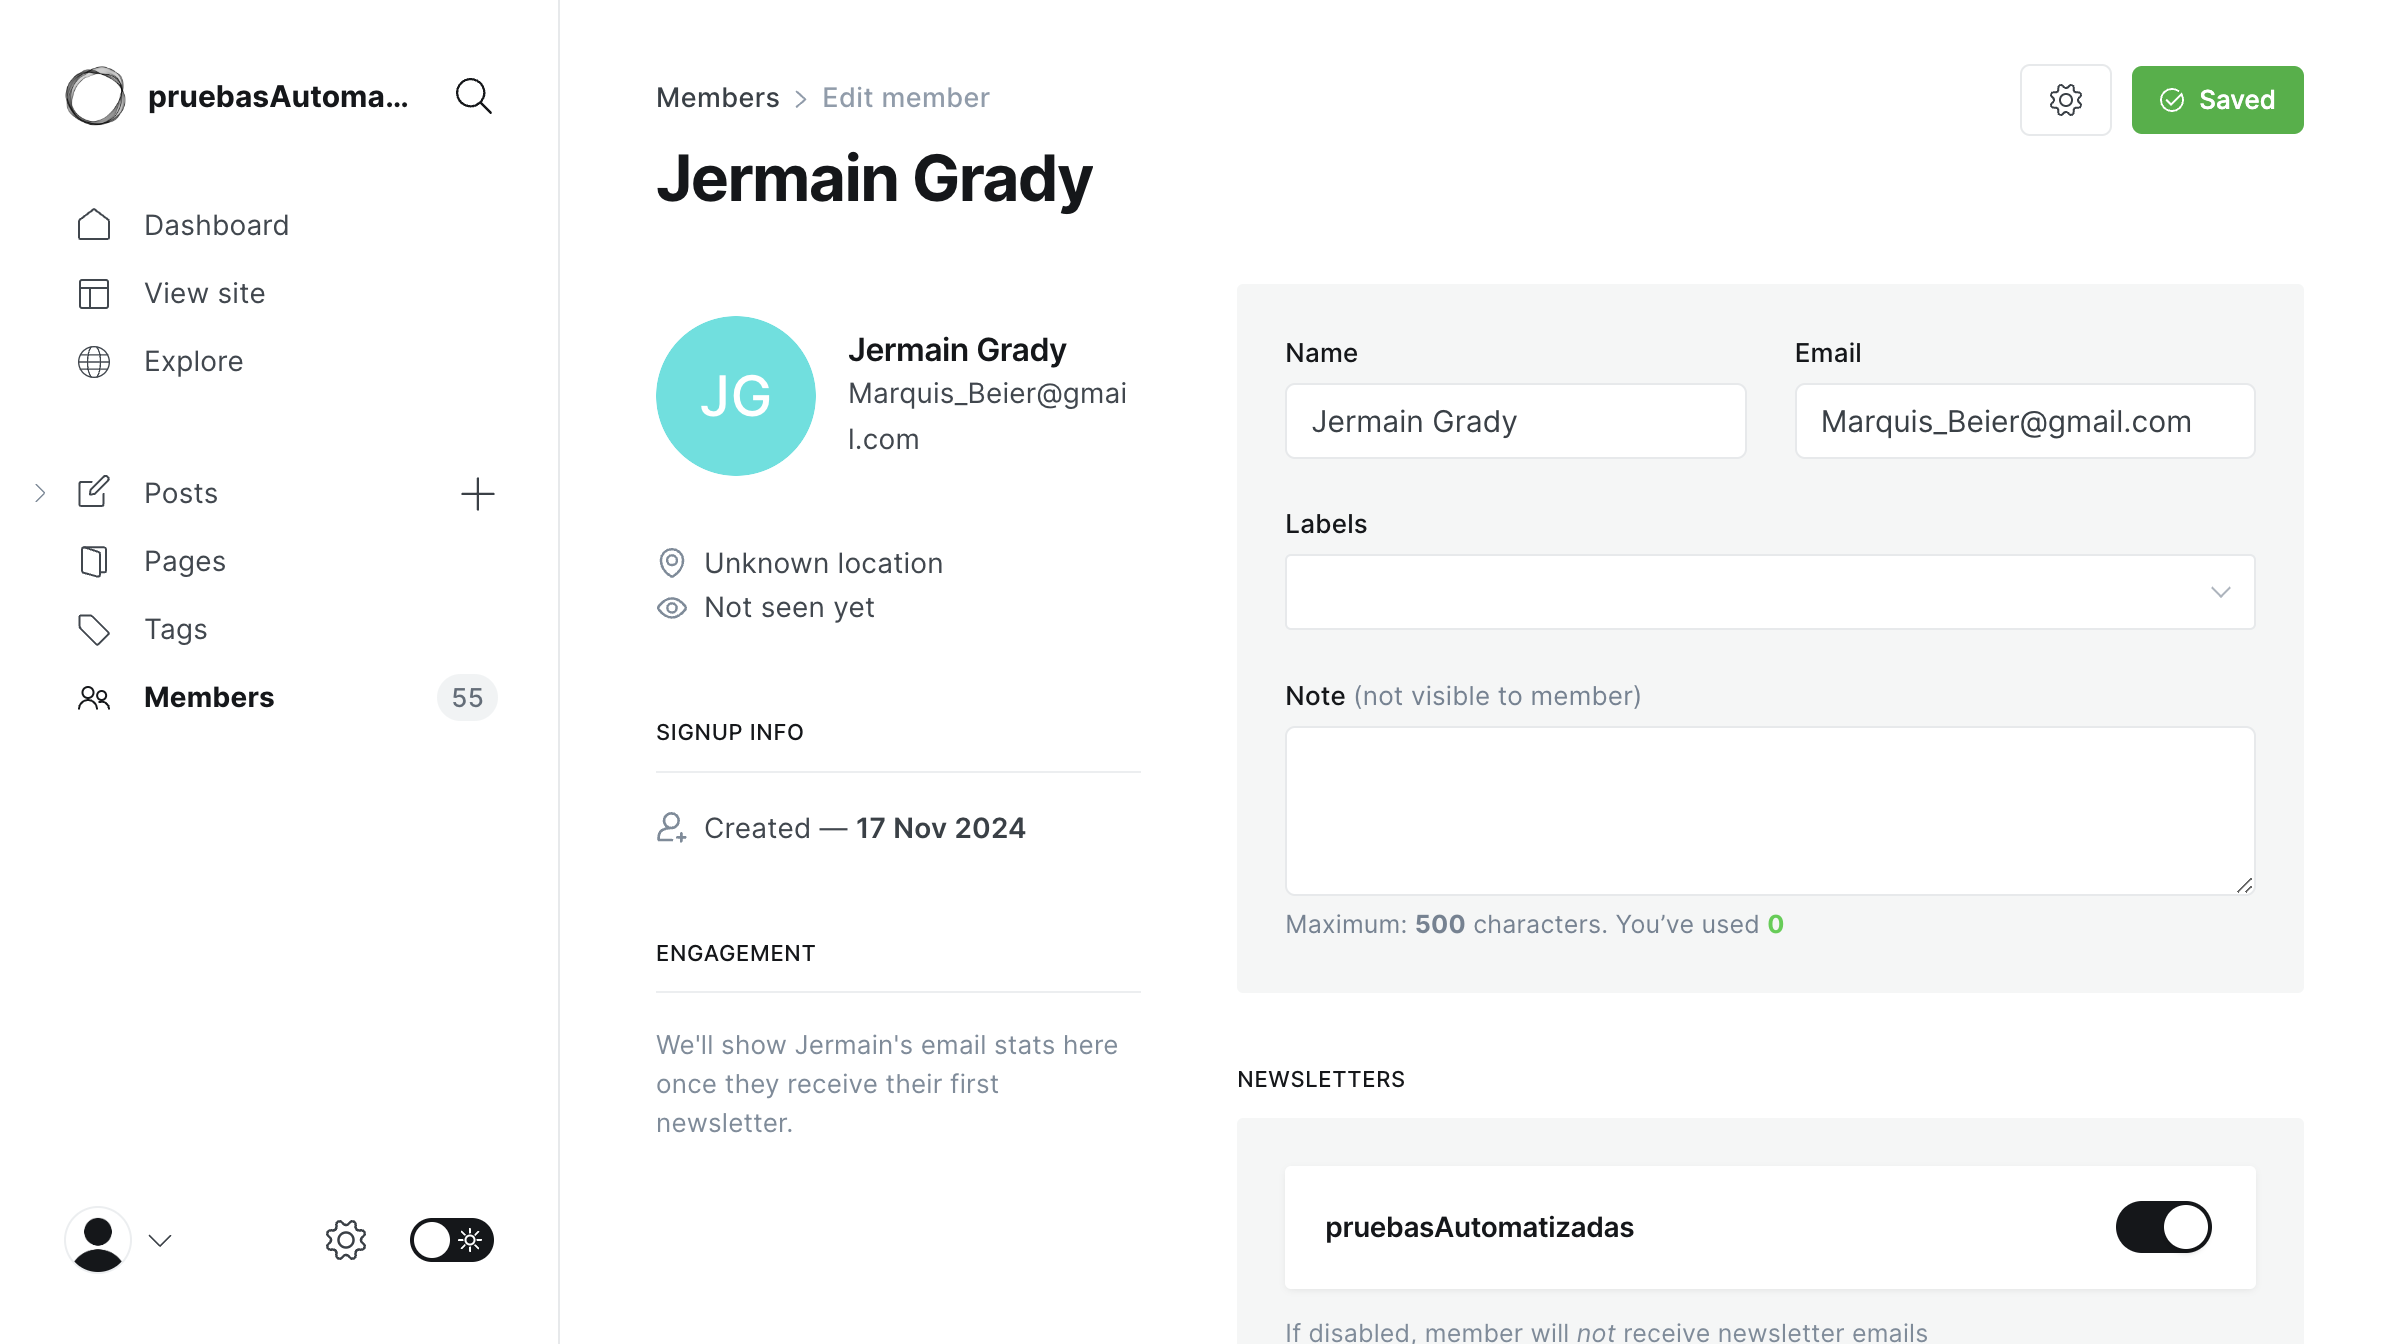 pruebasAutoma...
Dashboard
View site
Explore
Posts
Pages
Tags
Members
55
Members > Edit member
Saved
Jermain Grady
JG
Jermain Grady
Marquis_Beier@gmai
l.com
Unknown location
Not seen yet
SIGNUP INFO
Created — 17 Nov 2024
ENGAGEMENT
We'll show Jermain's email stats here
once they receive their first
newsletter.
Name
Jermain Grady
Email
Marquis_Beier@gmail.com
Labels
Note (not visible to member)
Maximum: 500 characters. You’ve used 0
NEWSLETTERS
pruebasAutomatizadas
If disabled, member will not receive newsletter emails